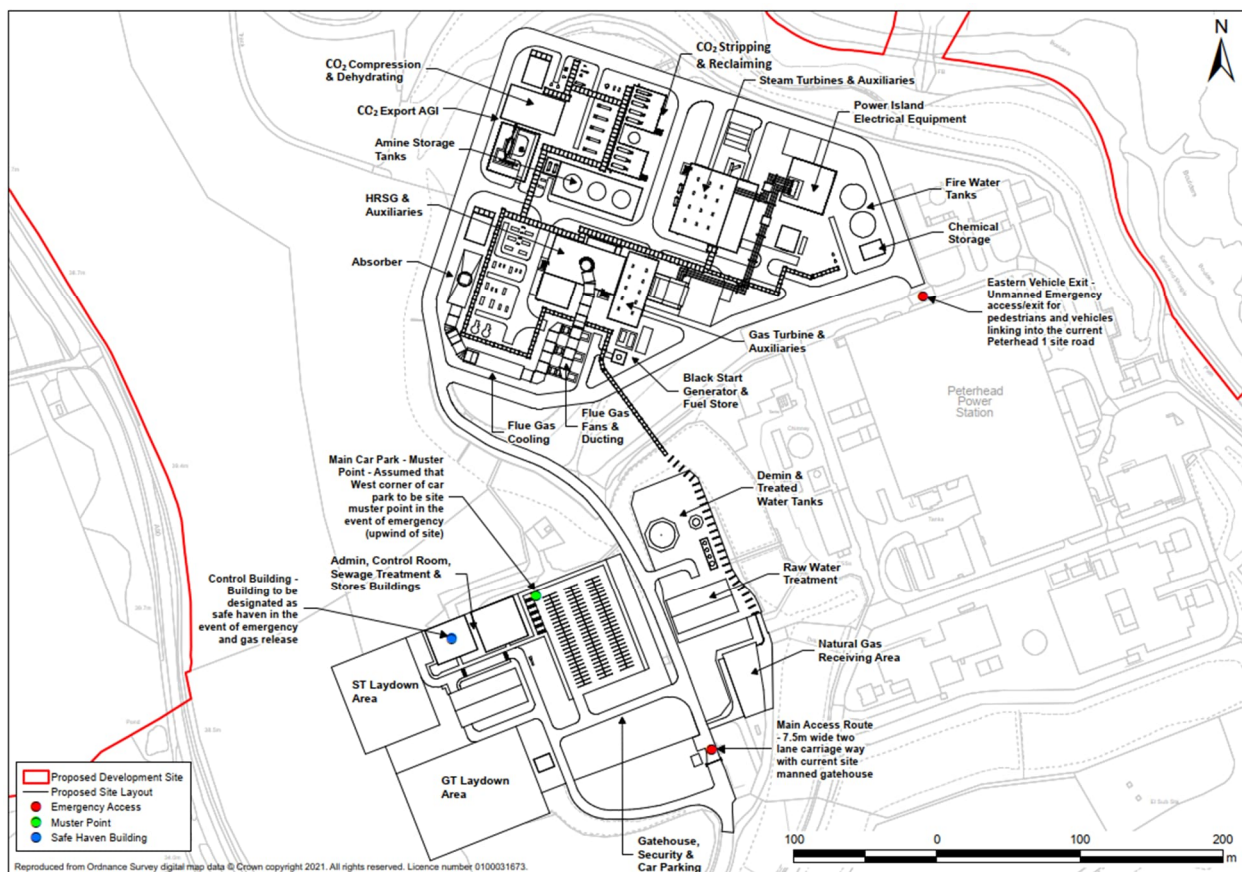 N
CO₂ Stripping
& Reclaiming
CO₂ Compression
& Dehydrating
Steam Turbines & Auxiliaries
CO₂ Export AGI
Power Island
Electrical Equipment
Amine Storage
Tanks
Fire Water
Tanks
HRSG &
Auxiliaries
Chemical
Storage
Absorber
Eastern Vehicle Exit -
Unmanned Emergency
access/exit for
pedestrians and vehicles
linking into the current
Peterhead 1 site road
Gas Turbine &
Auxiliaries
Black Start
Generator &
Fuel Store
Peterhead
Power
Station
Flue Gas
Cooling
Flue Gas
Fans &
Ducting
Main Car Park - Muster
Point - Assumed that
West corner of car
park to be site
muster point in the
event of emergency
(upwind of site)
Demin &
Treated
Water Tanks
Admin, Control Room,
Sewage Treatment &
Stores Buildings
Control Building -
Building to be
designated as
safe haven in the
event of emergency
and gas release
Raw Water
Treatment
Natural Gas
Receiving Area
ST Laydown
Area
Main Access Route
- 7.5m wide two
lane carriage way
with current site
manned gatehouse
GT Laydown
Area
Gatehouse,
Security &
Car Parking
Proposed Development Site
Proposed Site Layout
Emergency Access
Muster Point
Safe Haven Building
100 0 100 200
m
Reproduced from Ordnance Survey digital map data © Crown copyright 2021. All rights reserved. Licence number 0100031673.